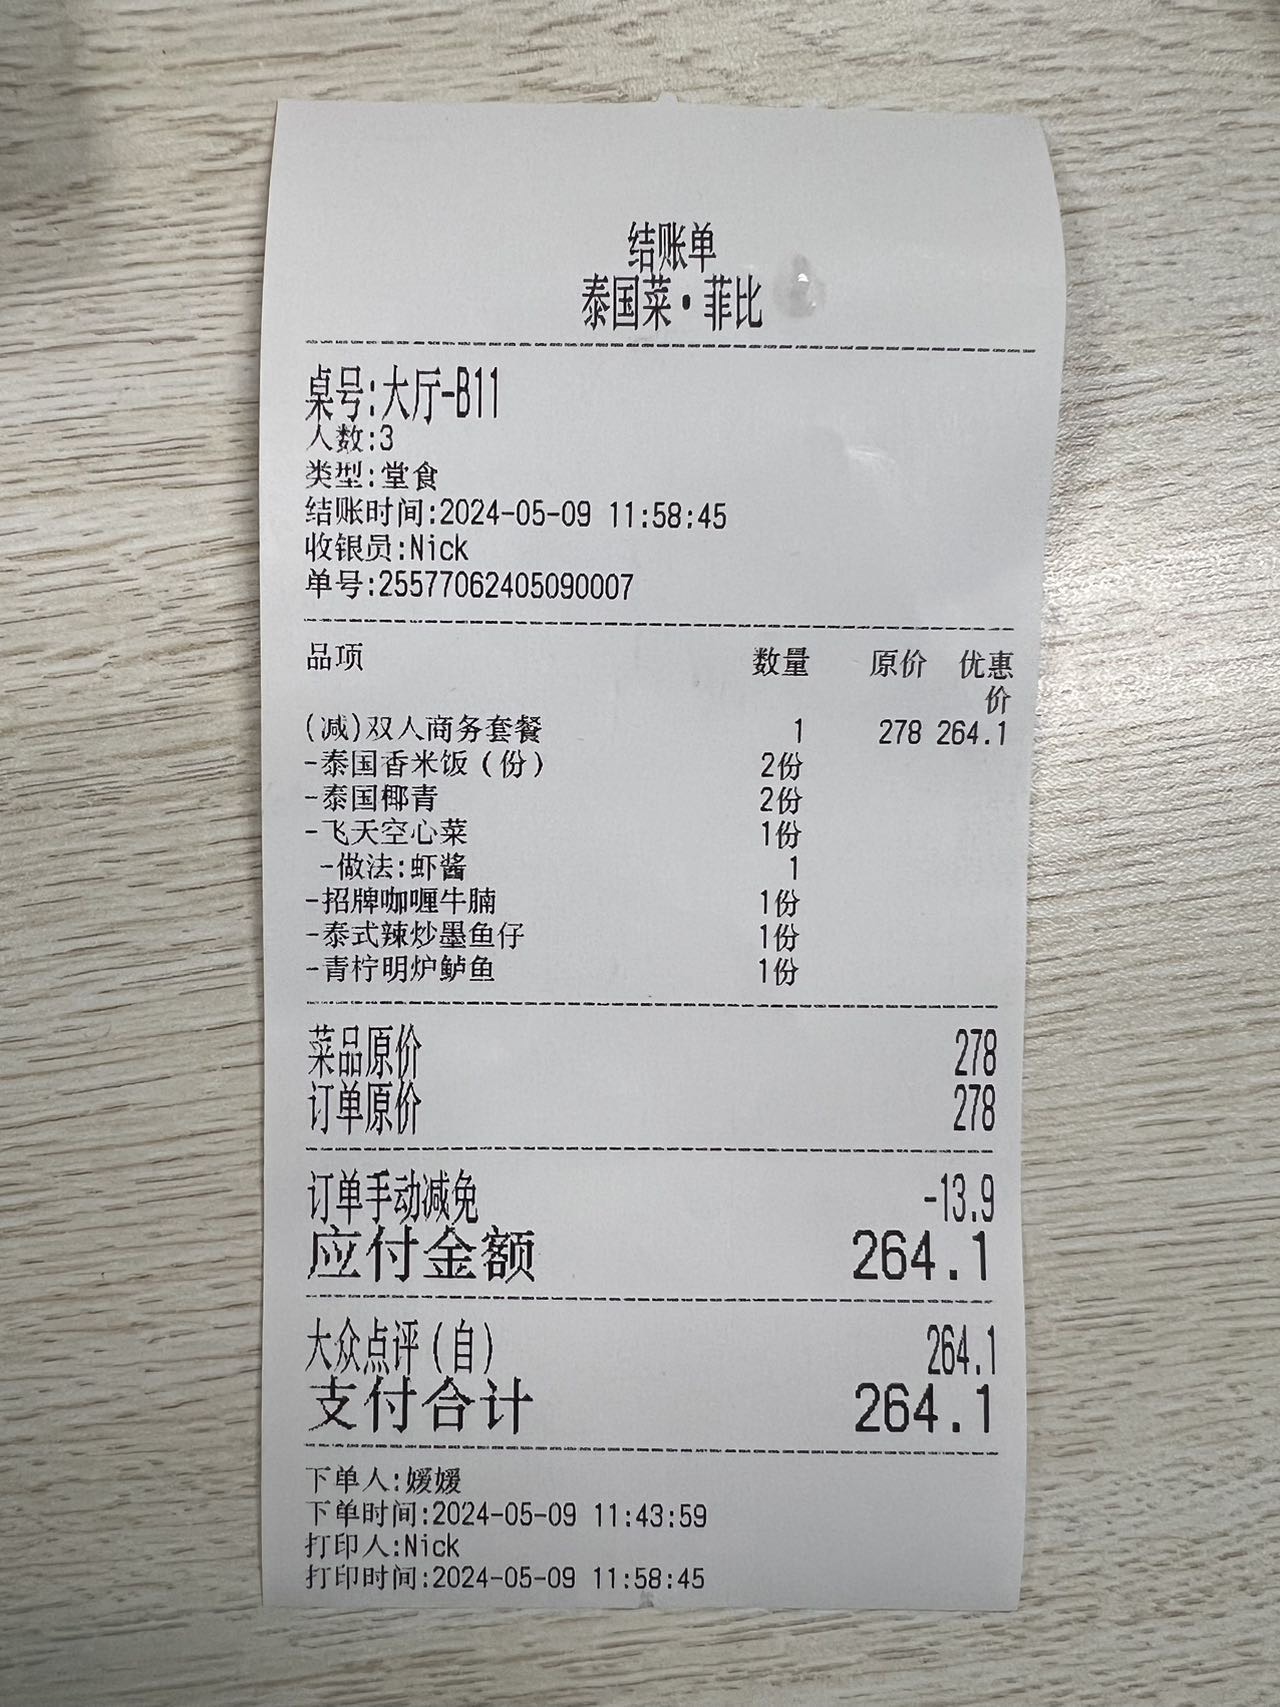 结账单
泰国菜·菲比
桌号:大厅-B11
人数:3
类型:堂食
结账时间:2024-05-09 11:58:45
收银员:Nick
单号:25577062405090007
品项 数量 原价 优惠价
(减)双人商务套餐 1 278 264.1
-泰国香米饭(份) 2份
-泰国椰青 2份
-飞天空心菜 1份
-做法:虾酱 1
-招牌咖喱牛腩 1份
-泰式辣炒墨鱼仔 1份
-青柠明炉鲈鱼 1份
菜品原价 278
订单原价 278
订单手动减免 -13.9
应付金额 264.1
大众点评(自) 264.1
支付合计 264.1
下单人:媛媛
下单时间:2024-05-09 11:43:59
打印人:Nick
打印时间:2024-05-09 11:58:45